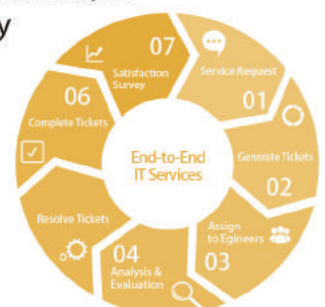 y
07
Satisfaction
Survey
Service Request
01
Generate Tickets
02
Assign
to Egineers
03
04
Analysis &
Evaluation
Resolve Tickets
06
Complete Tickets
End-to-End
IT Services